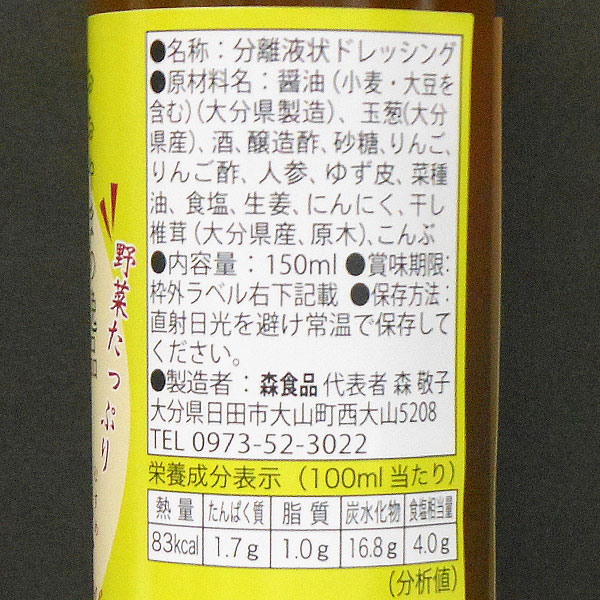 ●名称：分離液状ドレッシング
●原材料名：醤油（小麦・大豆を
含む）（大分県製造）、玉葱（大分
県産）、酒、醸造酢、砂糖、りんご、
りんご酢、人参、ゆず皮、菜種
油、食塩、生姜、にんにく、干し
椎茸（大分県産、原木）、こんぶ
●内容量：150ml ●賞味期限：
枠外ラベル右下記載 ●保存方法：
直射日光を避け常温で保存して
ください。
●製造者：森食品 代表者 森 敬子
大分県日田市大山町西大山5208
TEL 0973-52-3022
栄養成分表示（100ml当たり）
熱量 たんぱく質 脂質 炭水化物 食塩相当量
83kcal 1.7g 1.0g 16.8g 4.0g
（分析値）
野菜たっぷり